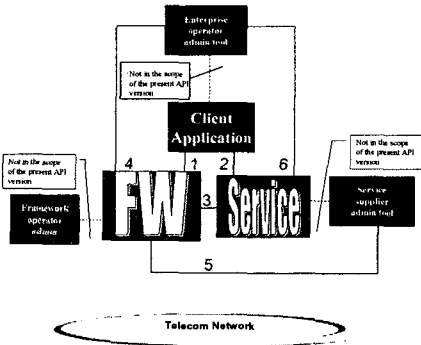 Enterprise
operator
admin tool
Not in the scope
of the present API
version
Client
Application
Not in the scope
of the present API
version
4
1
2
6
Not in the scope
of the present API
version
Framework
operator
admin
FW
3
Service
Service
supplier
admin tool
5
Telecom Network